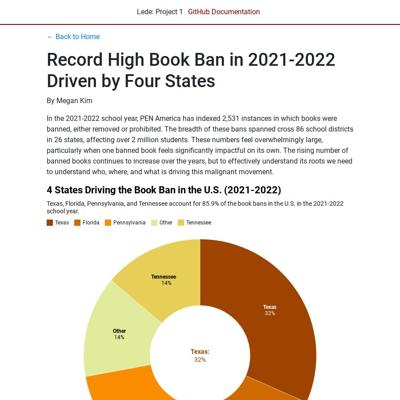 Lede: Project 1 GitHub Documentation
← Back to Home
Record High Book Ban in 2021-2022
Driven by Four States
By Megan Kim
In the 2021-2022 school year, PEN America has indexed 2,531 instances in which books were
banned, either removed or prohibited. The breadth of these bans spanned cross 86 school districts
in 26 states, affecting over 2 million students. These numbers feel overwhelmingly large,
particularly when one banned book feels significantly impactful on its own. The rising number of
banned books continues to increase over the years, but to effectively understand its roots we need
to understand who, where, and what is driving this malignant movement.
4 States Driving the Book Ban in the U.S. (2021-2022)
Texas, Florida, Pennsylvania, and Tennessee account for 85.9% of the book bans in the U.S. in the 2021-2022
school year.
Texas Florida Pennsylvania Other Tennessee
Tennessee
14%
Texas
32%
Other
14%
Texas:
32%